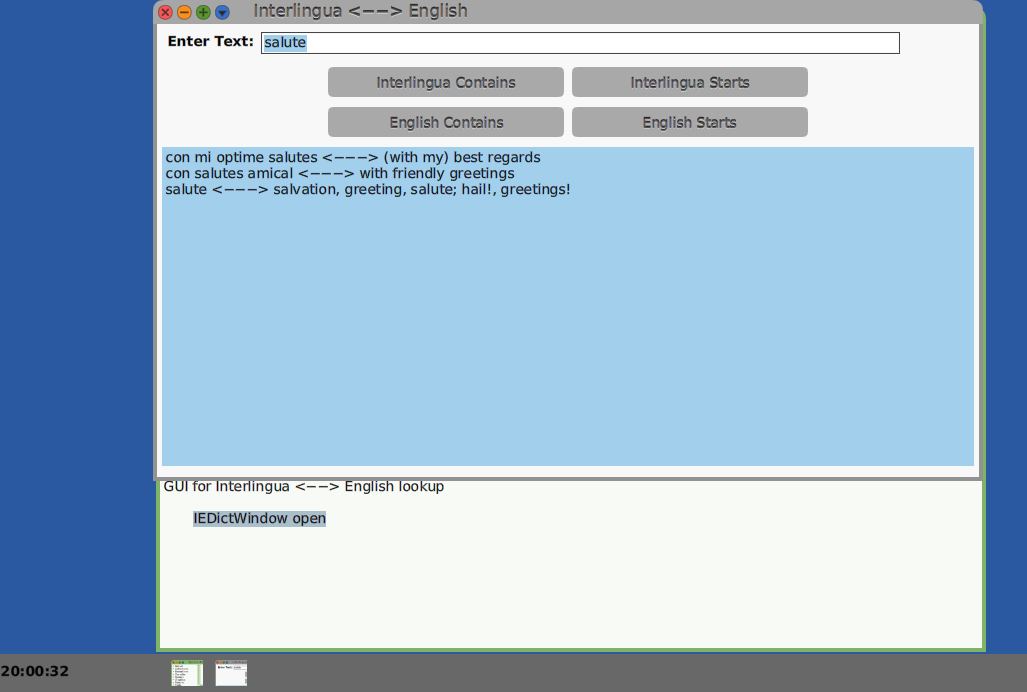 Interlingua <−−> English
Enter Text: salute
Interlingua Contains Interlingua Starts
English Contains English Starts
con mi optime salutes <−−−> (with my) best regards
con salutes amical <−−−> with friendly greetings
salute <−−−> salvation, greeting, salute; hail!, greetings!
GUI for Interlingua <−−> English lookup
IEDictWindow open
20:00:32